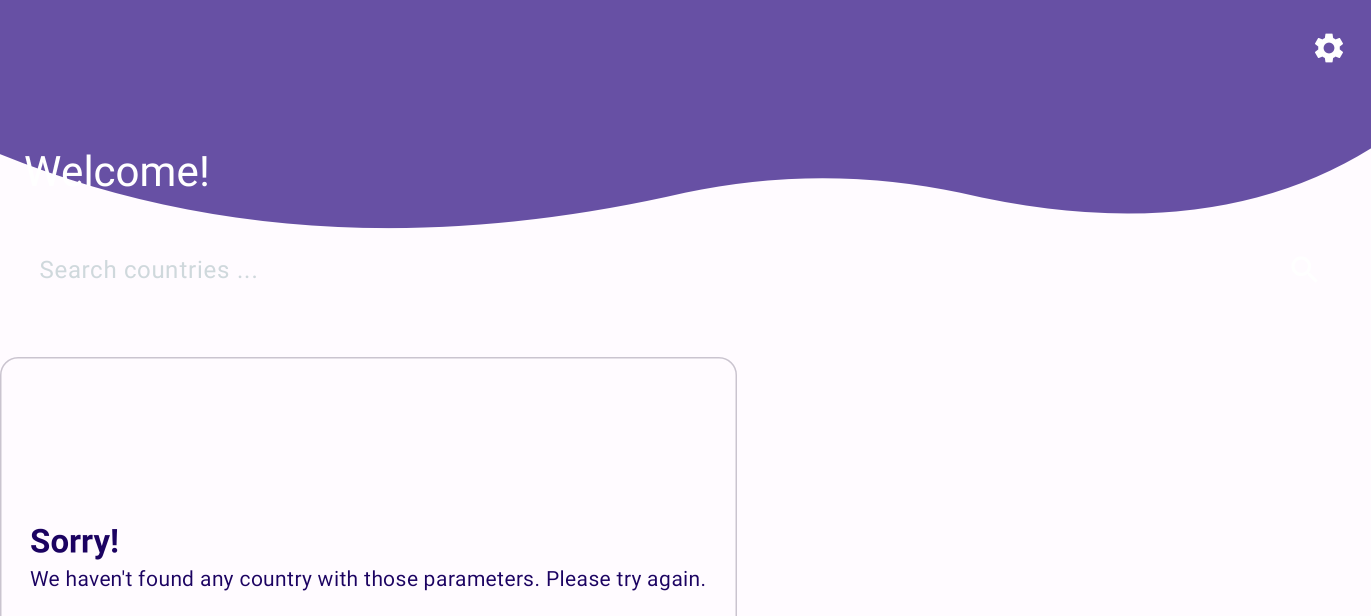 Welcome!
Search countries ...
Sorry!
We haven't found any country with those parameters. Please try again.